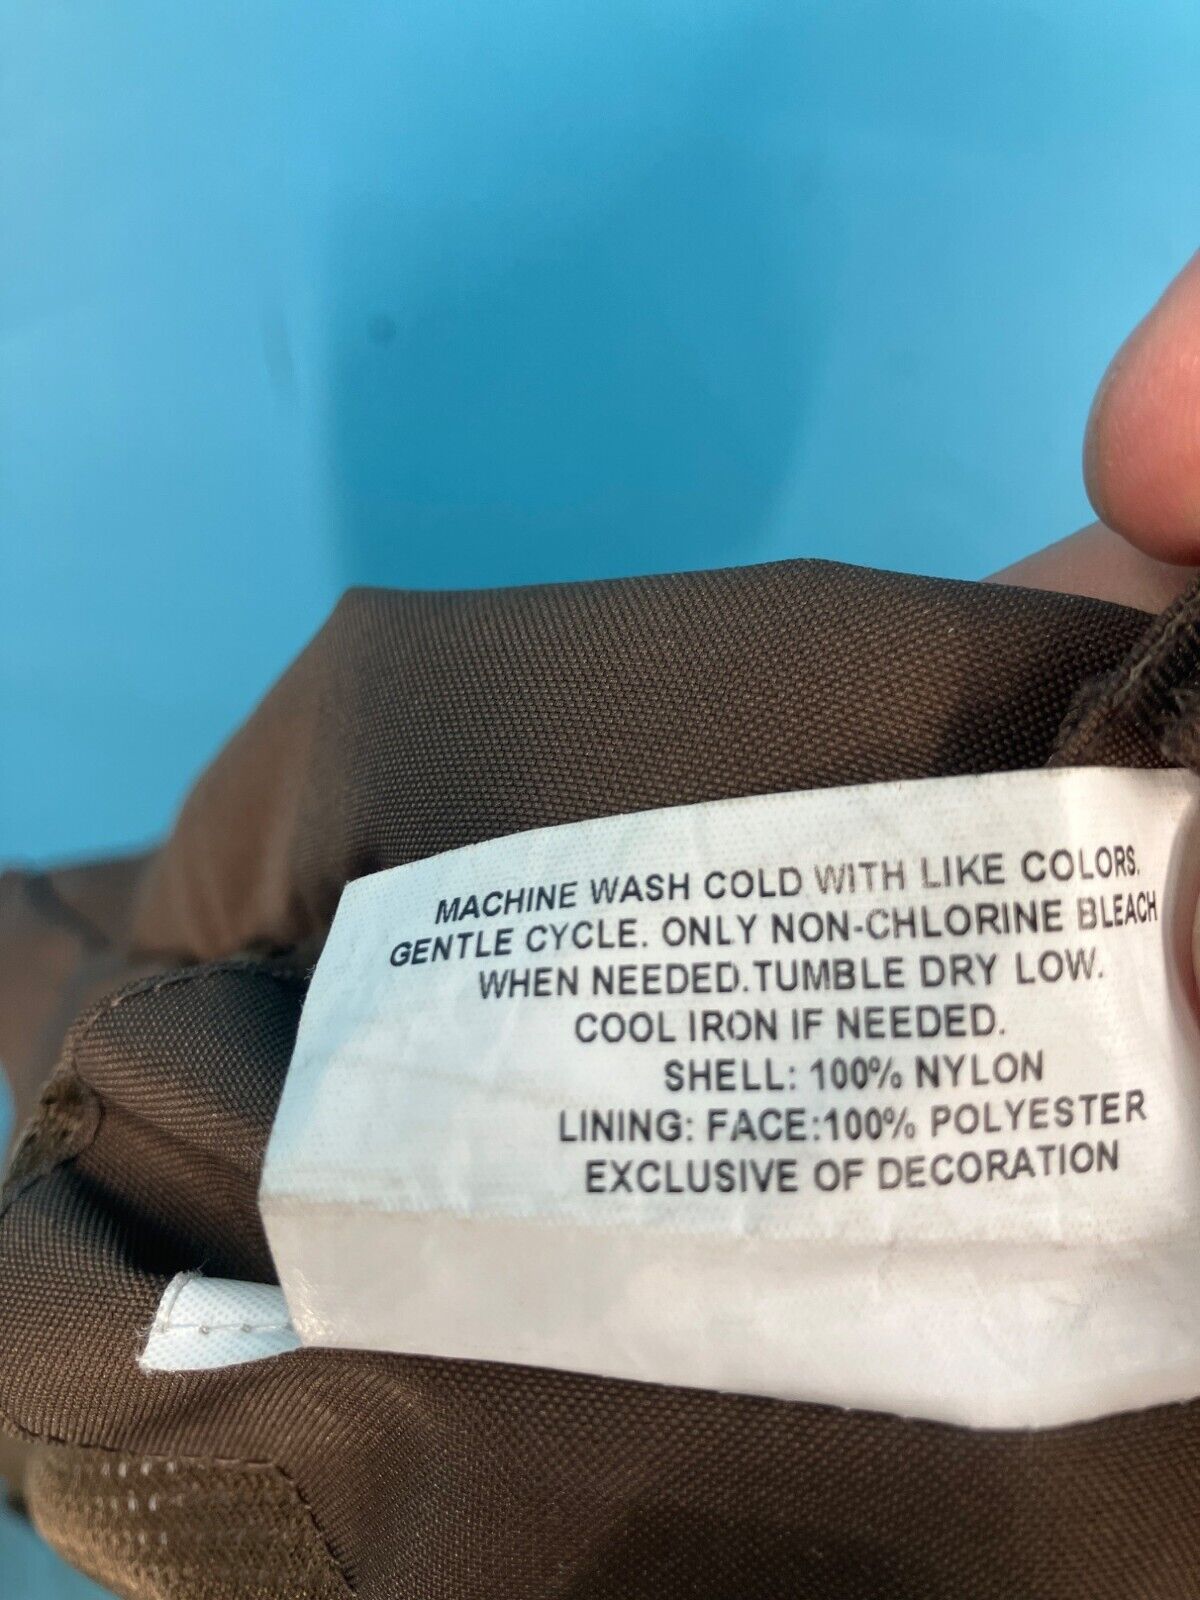 MACHINE WASH COLD WITH LIKE COLORS.
GENTLE CYCLE. ONLY NON-CHLORINE BLEACH
WHEN NEEDED.TUMBLE DRY LOW.
COOL IRON IF NEEDED.
SHELL: 100% NYLON
LINING: FACE:100% POLYESTER
EXCLUSIVE OF DECORATION